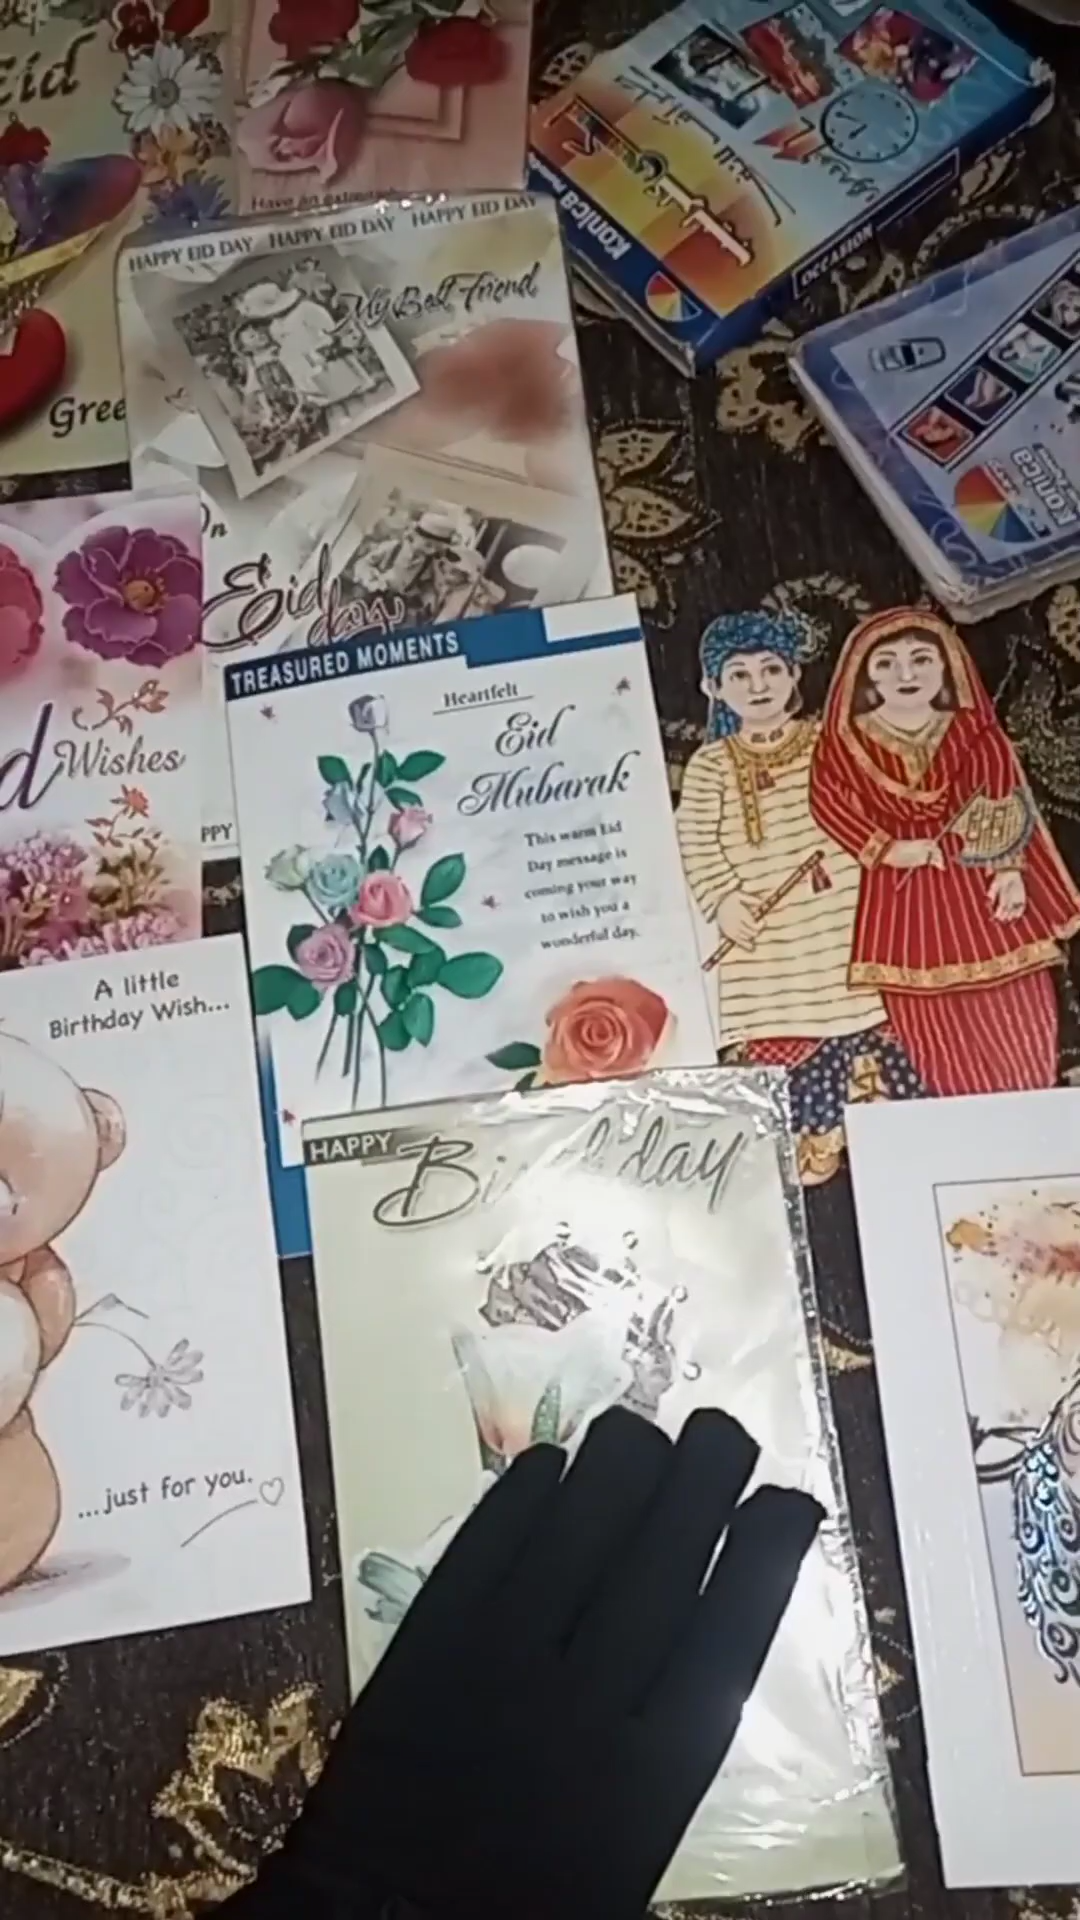 Eid
Gree
HAPPY EID DAY HAPPY EID DAY HAPPY EID DAY
My Best Friend
On
Eid
day
Konica
OCCASION
Konica
Wishes
PPY
TREASURED MOMENTS
Heartfelt
Eid
Mubarak
This warm Eid
Day message is
coming your way
to wish you a
wonderful day.
A little
Birthday Wish...
...just for you.
HAPPY
Birthday